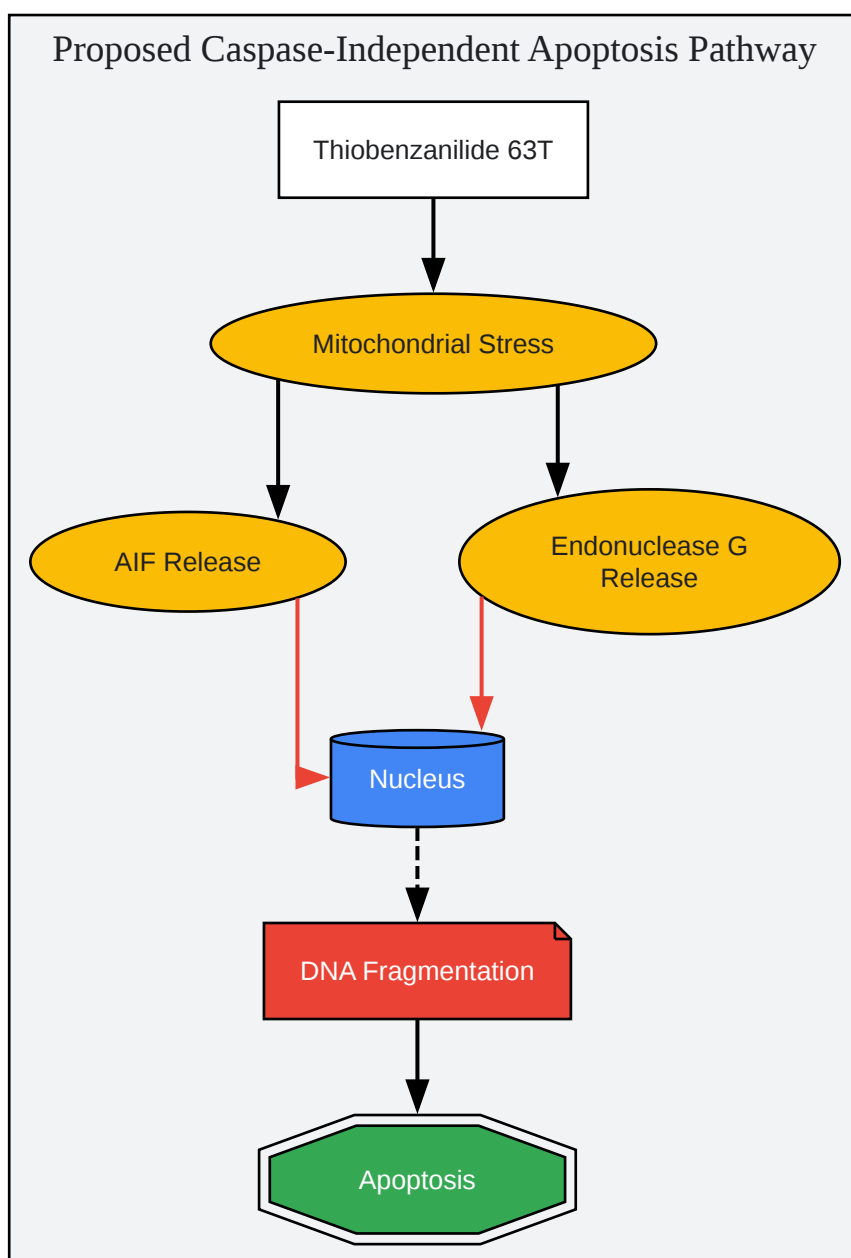 Proposed Caspase-Independent Apoptosis Pathway
Thiobenzanilide 63T
Mitochondrial Stress
AIF Release
Endonuclease G
Release
Nucleus
DNA Fragmentation
Apoptosis